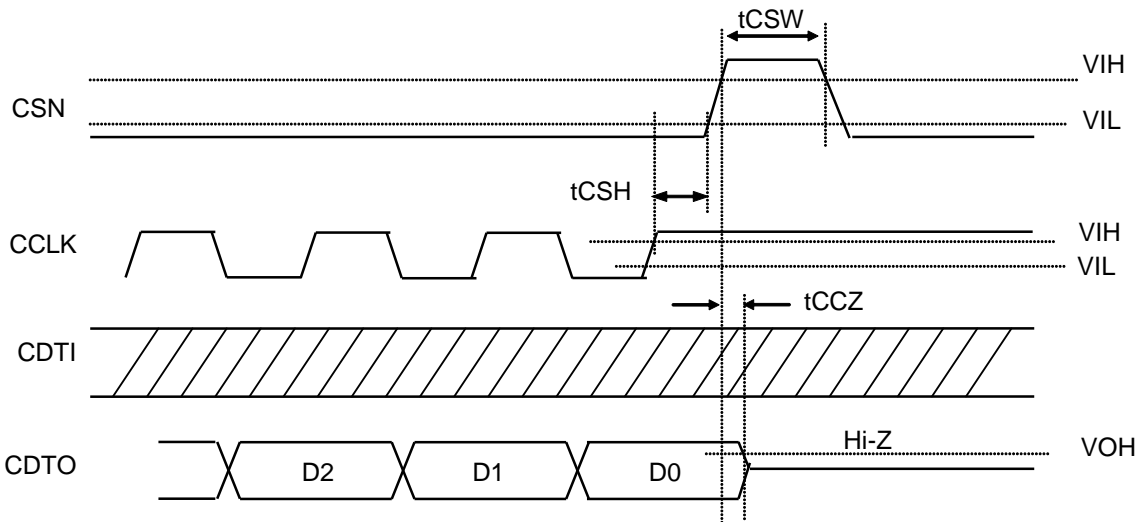 tCSW
VIH
CSN
VIL
tCSH
CCLK
VIH
VIL
tCCZ
CDTI
CDTO
D2
D1
D0
Hi-Z
VOH